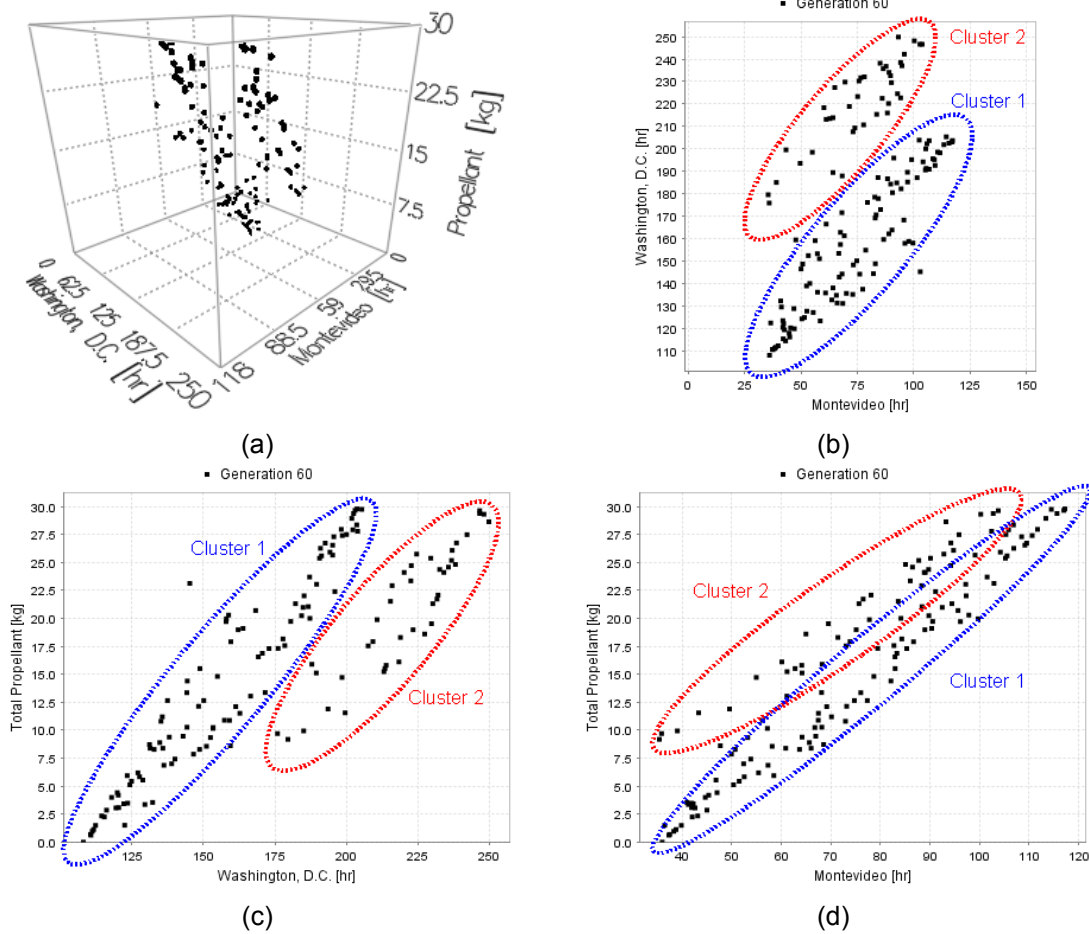 30
22.5
15
7.5
Propellant [kg]
0
62.5
125
187.5
250
Washington, D.C. [hr]
0
29.5
59
88.5
118
Montevideo [hr]
(a)
Generation 60
250
240
230
220
210
200
190
180
170
160
150
140
130
120
110
Washington, D.C. [hr]
Cluster 2
Cluster 1
0 25 50 75 100 125 150
Montevideo [hr]
(b)
Generation 60
30.0
27.5
25.0
22.5
20.0
17.5
15.0
12.5
10.0
7.5
5.0
2.5
0.0
Total Propellant [kg]
Cluster 1
Cluster 2
125 150 175 200 225 250
Washington, D.C. [hr]
(c)
Generation 60
30.0
27.5
25.0
22.5
20.0
17.5
15.0
12.5
10.0
7.5
5.0
2.5
0.0
Total Propellant [kg]
Cluster 2
Cluster 1
40 50 60 70 80 90 100 110 120
Montevideo [hr]
(d)